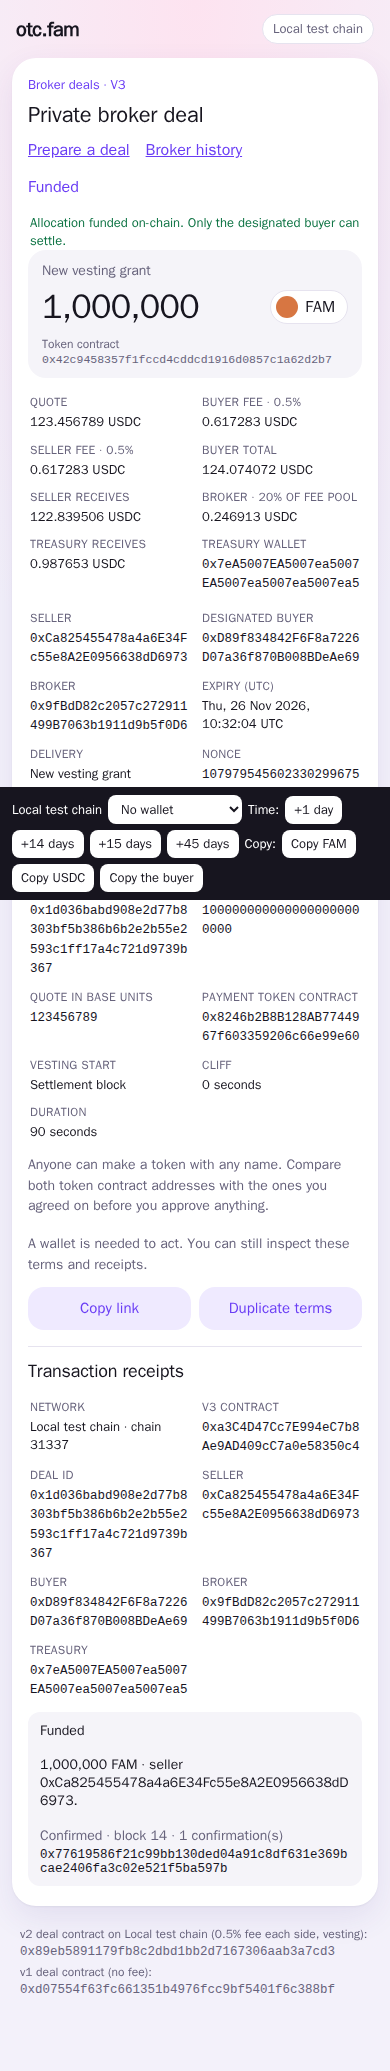 otc.fam
Local test chain
Broker deals · V3
Private broker deal
Prepare a deal
Broker history
Funded
Allocation funded on-chain. Only the designated buyer can
settle.
New vesting grant
1,000,000
FAM
Token contract
0x42c9458357f1fccd4cddcd1916d0857c1a62d2b7
QUOTE
123.456789 USDC
BUYER FEE · 0.5%
0.617283 USDC
SELLER FEE · 0.5%
0.617283 USDC
BUYER TOTAL
124.074072 USDC
SELLER RECEIVES
122.839506 USDC
BROKER · 20% OF FEE POOL
0.246913 USDC
TREASURY RECEIVES
0.987653 USDC
TREASURY WALLET
0x7eA5007EA5007ea5007
EA5007ea5007ea5007ea5
SELLER
0xCa825455478a4a6E34F
c55e8A2E0956638dD6973
DESIGNATED BUYER
0xD89f834842F6F8a7226
D07a36f870B008BDeAe69
BROKER
0x9fBdD82c2057c272911
499B7063b1911d9b5f0D6
EXPIRY (UTC)
Thu, 26 Nov 2026,
10:32:04 UTC
DELIVERY
New vesting grant
NONCE
107979545602330299675
Local test chain
No wallet
Time:
+1 day
+14 days
+15 days
+45 days
Copy:
Copy FAM
Copy USDC
Copy the buyer
0x1d036babd908e2d77b8
303bf5b386b6b2e2b55e2
593c1ff17a4c721d9739b
367
100000000000000000000
0000
QUOTE IN BASE UNITS
123456789
PAYMENT TOKEN CONTRACT
0x8246b2B8B128AB77449
67f603359206c66e99e60
VESTING START
Settlement block
CLIFF
0 seconds
DURATION
90 seconds
Anyone can make a token with any name. Compare
both token contract addresses with the ones you
agreed on before you approve anything.
A wallet is needed to act. You can still inspect these
terms and receipts.
Copy link
Duplicate terms
Transaction receipts
NETWORK
Local test chain · chain
31337
V3 CONTRACT
0xa3C4D47Cc7E994eC7b8
Ae9AD409cC7a0e58350c4
DEAL ID
0x1d036babd908e2d77b8
303bf5b386b6b2e2b55e2
593c1ff17a4c721d9739b
367
SELLER
0xCa825455478a4a6E34F
c55e8A2E0956638dD6973
BUYER
0xD89f834842F6F8a7226
D07a36f870B008BDeAe69
BROKER
0x9fBdD82c2057c272911
499B7063b1911d9b5f0D6
TREASURY
0x7eA5007EA5007ea5007
EA5007ea5007ea5007ea5
Funded
1,000,000 FAM · seller
0xCa825455478a4a6E34Fc55e8A2E0956638dD
6973.
Confirmed · block 14 · 1 confirmation(s)
0x77619586f21c99bb130ded04a91c8df631e369b
cae2406fa3c02e521f5ba597b
v2 deal contract on Local test chain (0.5% fee each side, vesting):
0x89eb5891179fb8c2dbd1bb2d7167306aab3a7cd3
v1 deal contract (no fee):
0xd07554f63fc661351b4976fcc9bf5401f6c388bf